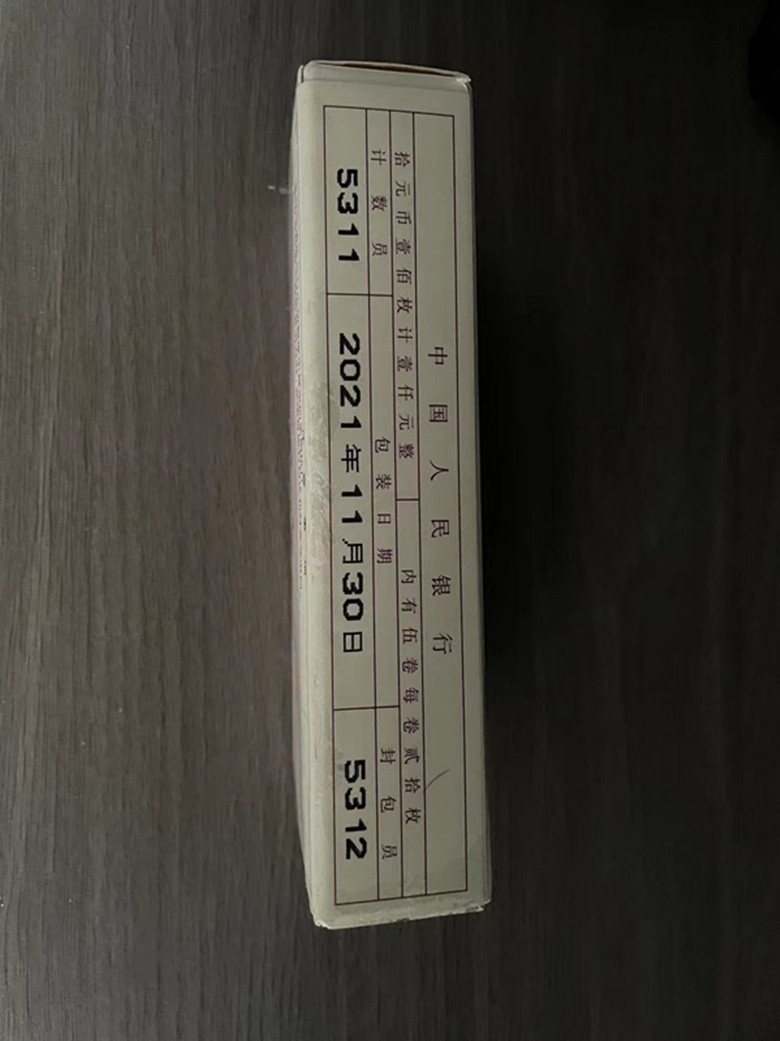 中国人民银行
拾元币壹佰枚计壹仟元整 内有伍卷每卷贰拾枚
计数员 包装日期 封包员
5311 2021年11月30日 5312